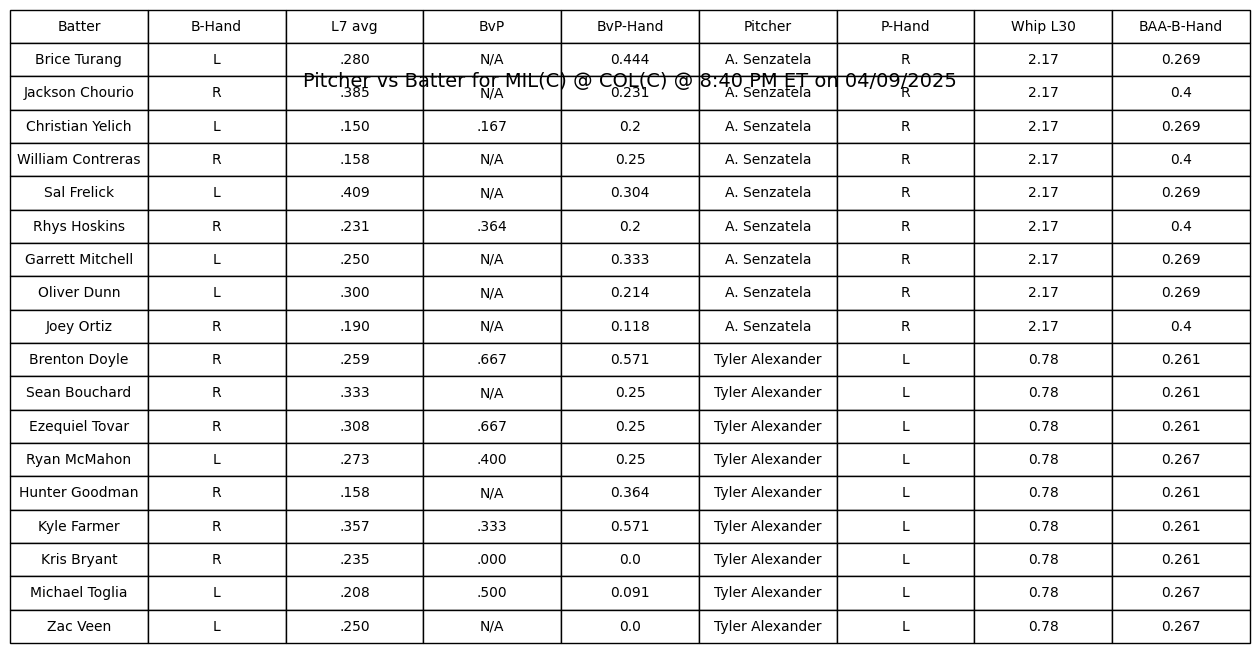 Batter B-Hand L7 avg BvP BvP-Hand Pitcher P-Hand Whip L30 BAA-B-Hand
Brice Turang L .280 N/A 0.444 A. Senzatela R 2.17 0.269
Pitcher vs Batter for MIL(C) @ COL(C) @ 8:40 PM ET on 04/09/2025
Jackson Chourio R .385 N/A 0.231 A. Senzatela R 2.17 0.4
Christian Yelich L .150 .167 0.2 A. Senzatela R 2.17 0.269
William Contreras R .158 N/A 0.25 A. Senzatela R 2.17 0.4
Sal Frelick L .409 N/A 0.304 A. Senzatela R 2.17 0.269
Rhys Hoskins R .231 .364 0.2 A. Senzatela R 2.17 0.4
Garrett Mitchell L .250 N/A 0.333 A. Senzatela R 2.17 0.269
Oliver Dunn L .300 N/A 0.214 A. Senzatela R 2.17 0.269
Joey Ortiz R .190 N/A 0.118 A. Senzatela R 2.17 0.4
Brenton Doyle R .259 .667 0.571 Tyler Alexander L 0.78 0.261
Sean Bouchard R .333 N/A 0.25 Tyler Alexander L 0.78 0.261
Ezequiel Tovar R .308 .667 0.25 Tyler Alexander L 0.78 0.261
Ryan McMahon L .273 .400 0.25 Tyler Alexander L 0.78 0.267
Hunter Goodman R .158 N/A 0.364 Tyler Alexander L 0.78 0.261
Kyle Farmer R .357 .333 0.571 Tyler Alexander L 0.78 0.261
Kris Bryant R .235 .000 0.0 Tyler Alexander L 0.78 0.261
Michael Toglia L .208 .500 0.091 Tyler Alexander L 0.78 0.267
Zac Veen L .250 N/A 0.0 Tyler Alexander L 0.78 0.267